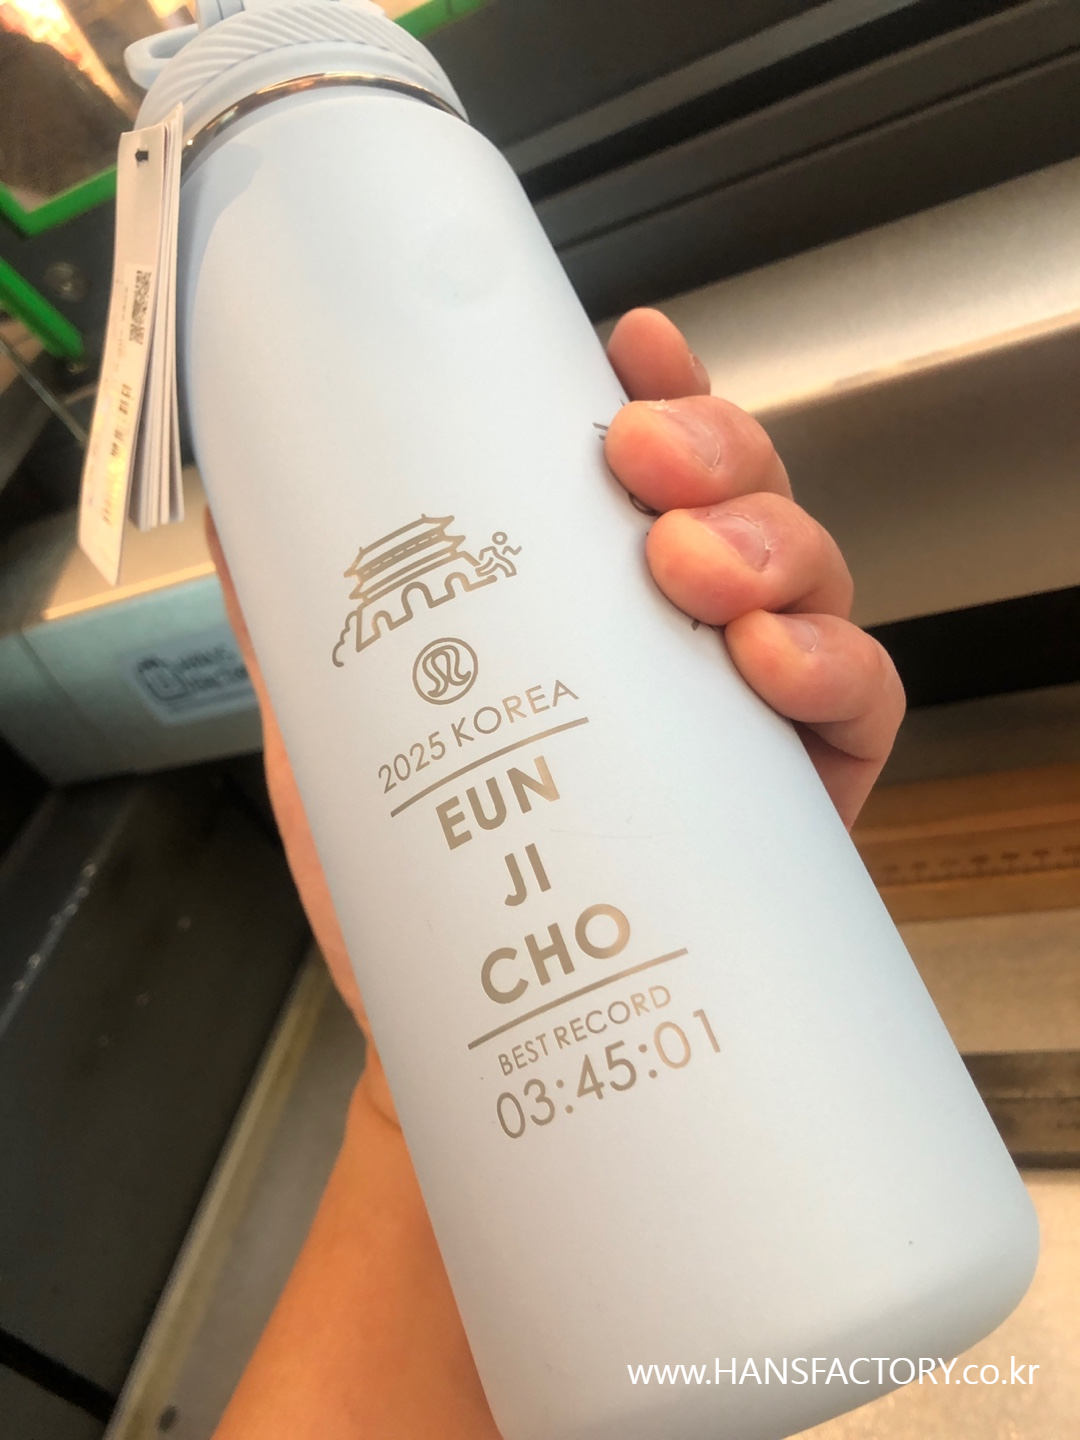 2025 KOREA
EUN
JI
CHO
BEST RECORD
03:45:01
www.HANSFACTORY.co.kr